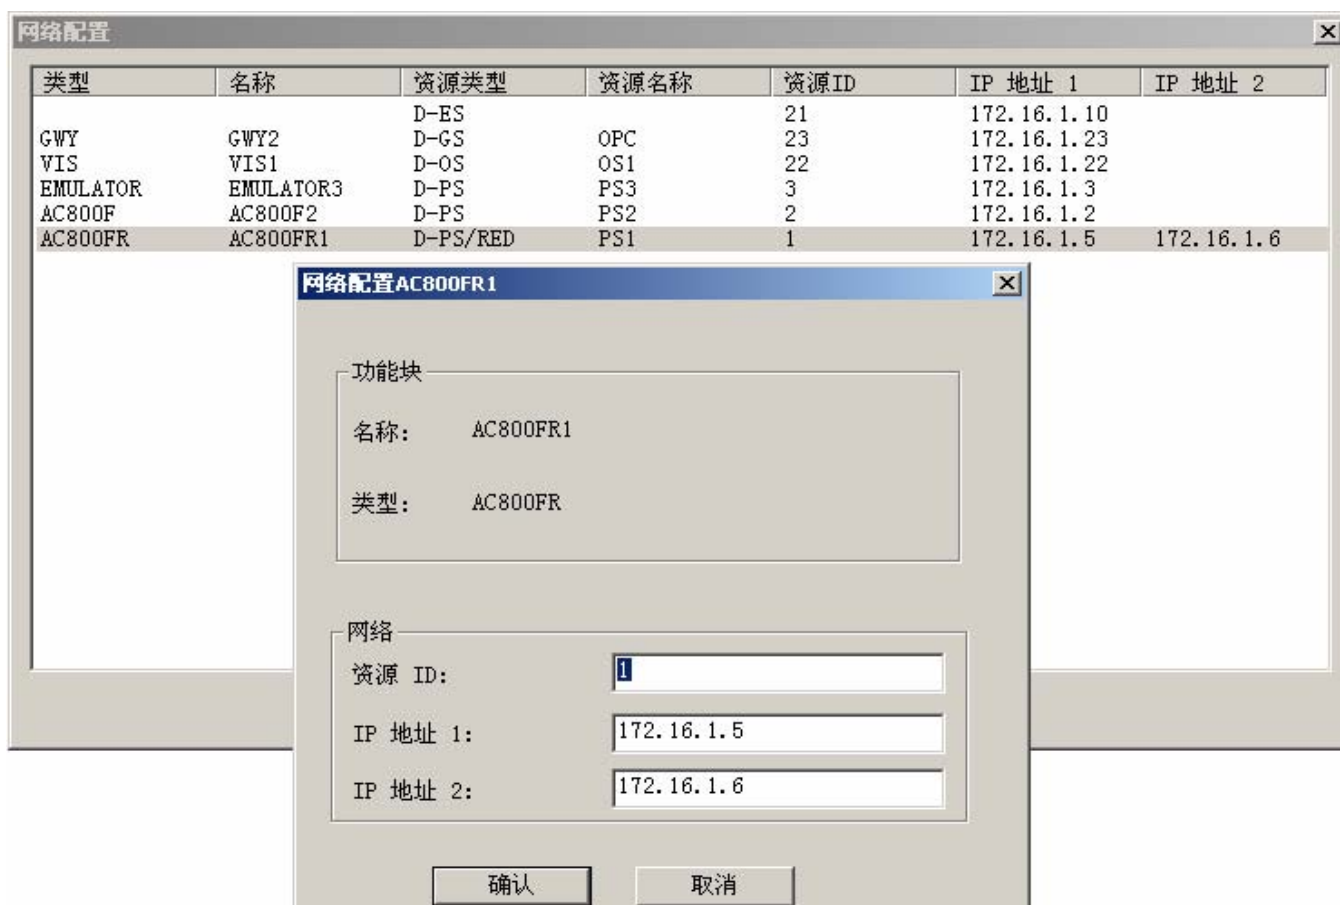 网络配置
类型 名称 资源类型 资源名称 资源ID IP 地址 1 IP 地址 2
D-ES 21 172.16.1.10
GWY GWY2 D-GS OPC 23 172.16.1.23
VIS VIS1 D-OS OS1 22 172.16.1.22
EMULATOR EMULATOR3 D-PS PS3 3 172.16.1.3
AC800F AC800F2 D-PS PS2 2 172.16.1.2
AC800FR AC800FR1 D-PS/RED PS1 1 172.16.1.5 172.16.1.6
网络配置AC800FR1
功能块
名称: AC800FR1
类型: AC800FR
网络
资源 ID: 1
IP 地址 1: 172.16.1.5
IP 地址 2: 172.16.1.6
确认 取消